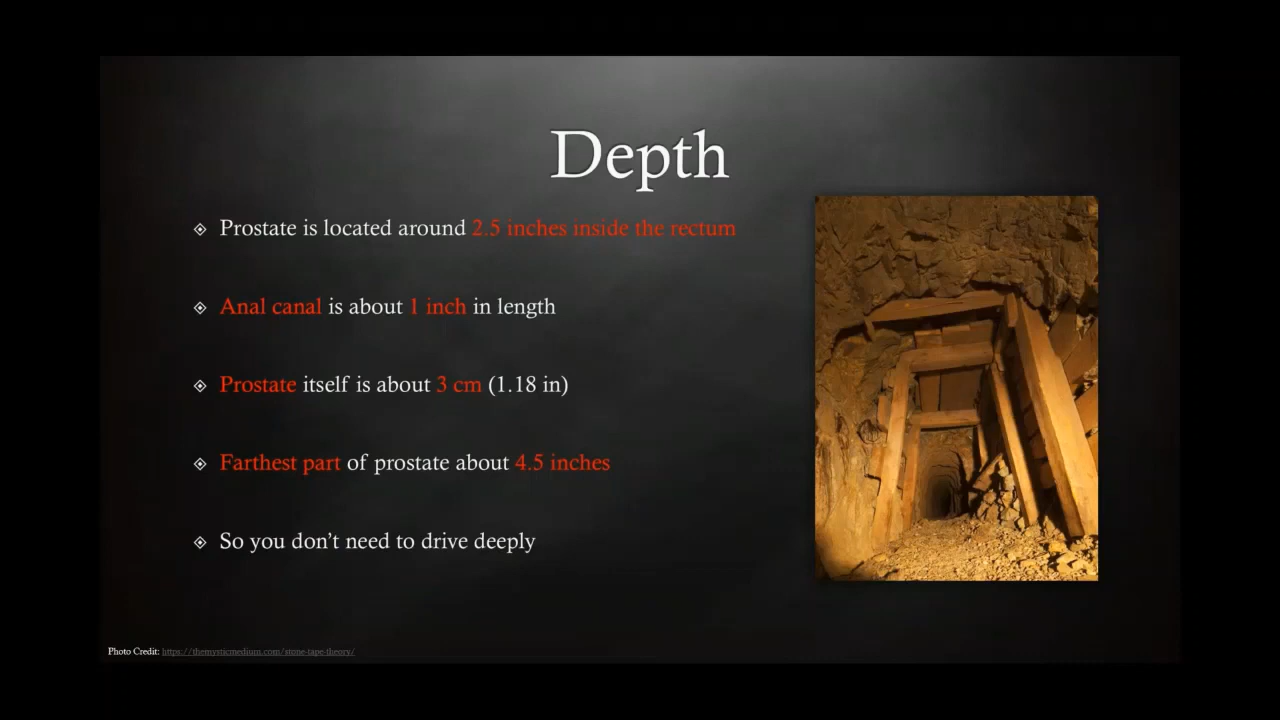 Depth
Prostate is located around 2.5 inches inside the rectum
Anal canal is about 1 inch in length
Prostate itself is about 3 cm (1.18 in)
Farthest part of prostate about 4.5 inches
So you don't need to drive deeply
Photo Credit: https://themysticmedium.com/stone-tape-theory/